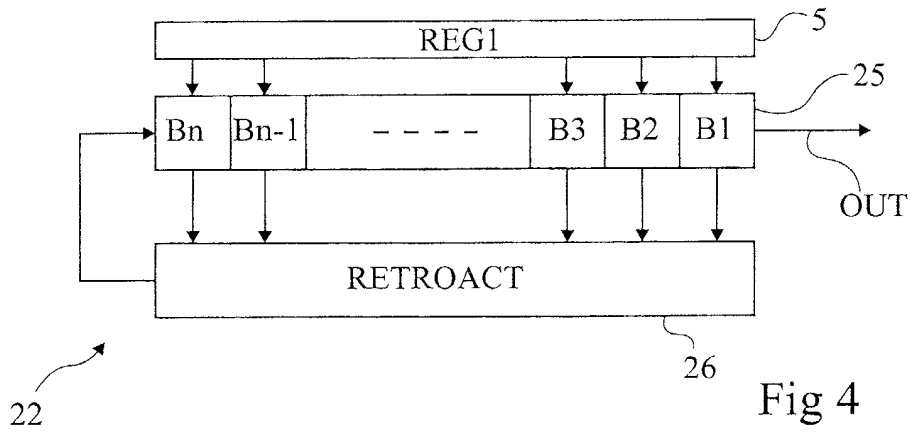 REG1
5
25
Bn Bn-1 - - - - B3 B2 B1
OUT
RETROACT
26
22
Fig 4